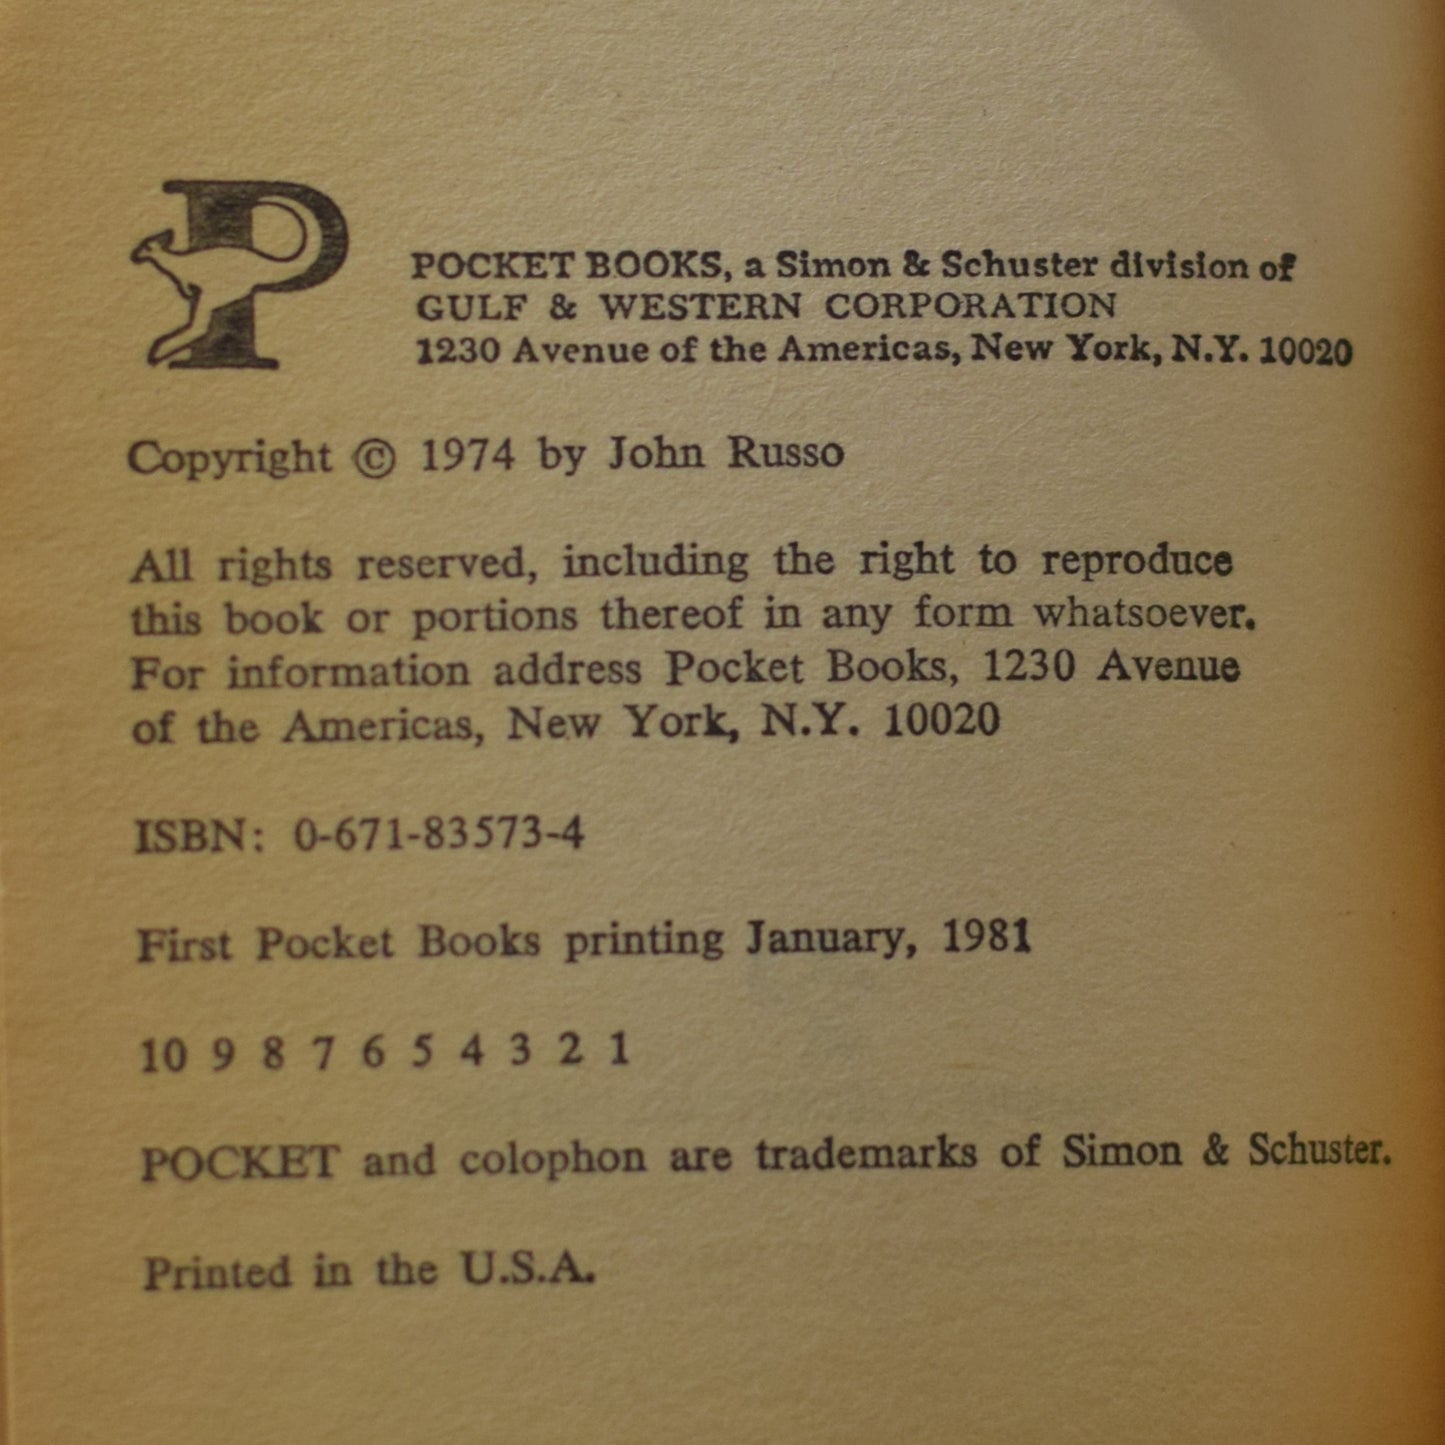 P
POCKET BOOKS, a Simon & Schuster division of
GULF & WESTERN CORPORATION
1230 Avenue of the Americas, New York, N.Y. 10020
Copyright © 1974 by John Russo
All rights reserved, including the right to reproduce
this book or portions thereof in any form whatsoever.
For information address Pocket Books, 1230 Avenue
of the Americas, New York, N.Y. 10020
ISBN: 0-671-83573-4
First Pocket Books printing January, 1981
10 9 8 7 6 5 4 3 2 1
POCKET and colophon are trademarks of Simon & Schuster.
Printed in the U.S.A.